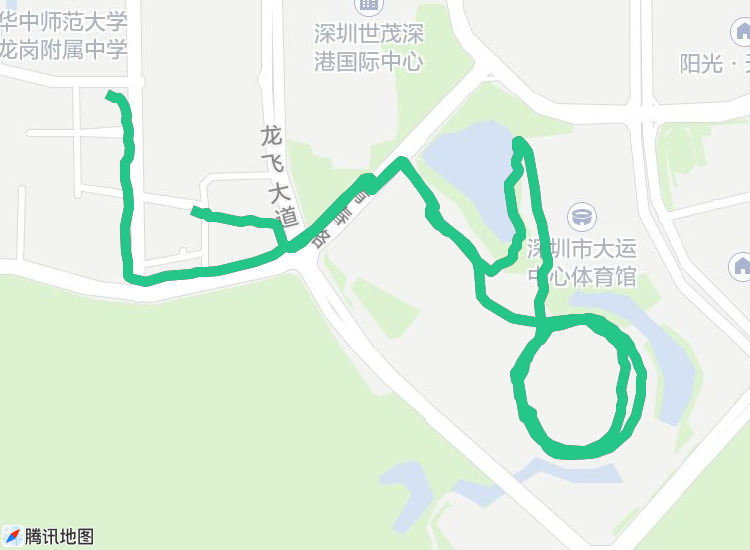 华中师范大学
龙岗附属中学
深圳世茂深
港国际中心
阳光·天
龙飞大道
深圳市大运
中心体育馆
腾讯地图